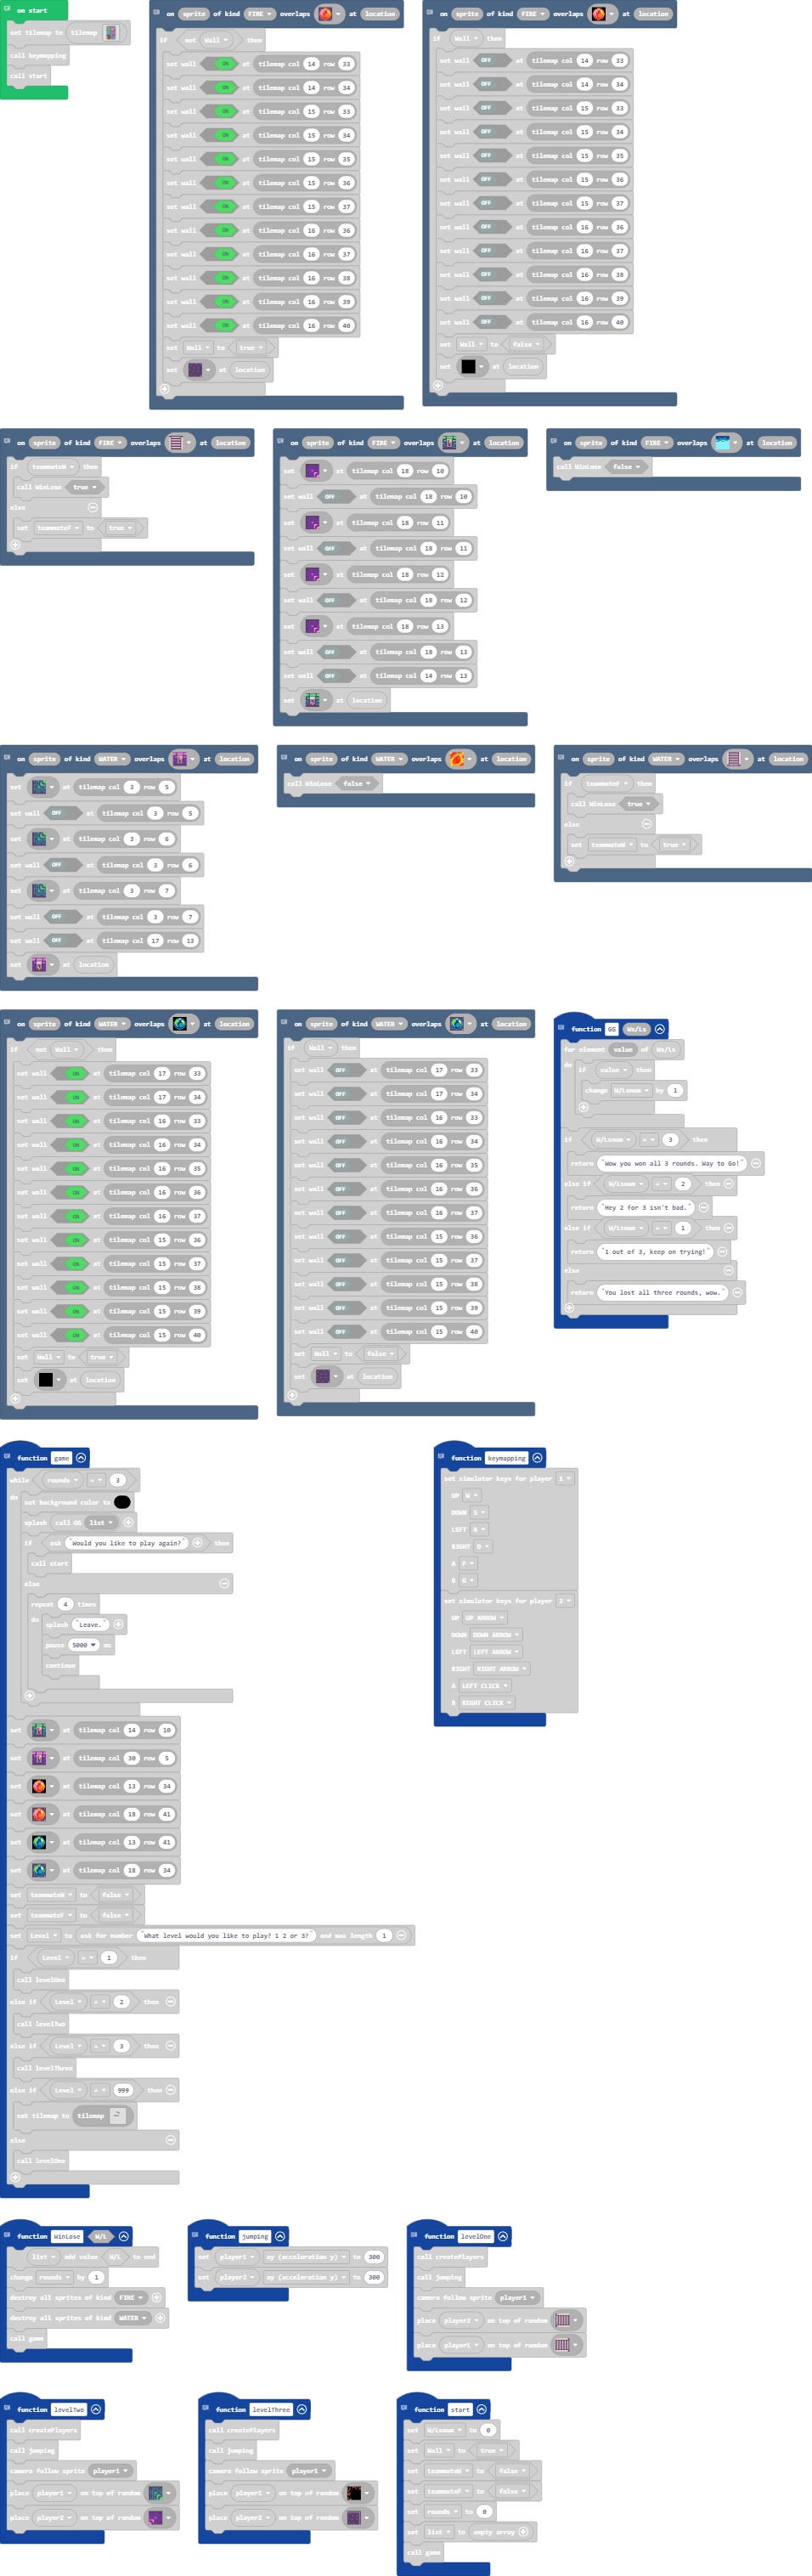 on start
set tilemap to tilemap
call keymapping
call start
on sprite of kind FIRE overlaps at location
if not Wall then
set wall ON at tilemap col 14 row 33
set wall ON at tilemap col 14 row 34
set wall ON at tilemap col 15 row 33
set wall ON at tilemap col 15 row 34
set wall ON at tilemap col 15 row 35
set wall ON at tilemap col 15 row 36
set wall ON at tilemap col 15 row 37
set wall ON at tilemap col 16 row 36
set wall ON at tilemap col 16 row 37
set wall ON at tilemap col 16 row 38
set wall ON at tilemap col 16 row 39
set wall ON at tilemap col 16 row 40
set Wall to true
set at location
on sprite of kind FIRE overlaps at location
if Wall then
set wall OFF at tilemap col 14 row 33
set wall OFF at tilemap col 14 row 34
set wall OFF at tilemap col 15 row 33
set wall OFF at tilemap col 15 row 34
set wall OFF at tilemap col 15 row 35
set wall OFF at tilemap col 15 row 36
set wall OFF at tilemap col 15 row 37
set wall OFF at tilemap col 16 row 36
set wall OFF at tilemap col 16 row 37
set wall OFF at tilemap col 16 row 38
set wall OFF at tilemap col 16 row 39
set wall OFF at tilemap col 16 row 40
set Wall to false
set at location
on sprite of kind FIRE overlaps at location
if teammateW then
call WinLose true
else
set teammateF to true
on sprite of kind FIRE overlaps at location
set at tilemap col 18 row 10
set wall OFF at tilemap col 18 row 10
set at tilemap col 18 row 11
set wall OFF at tilemap col 18 row 11
set at tilemap col 18 row 12
set wall OFF at tilemap col 18 row 12
set at tilemap col 18 row 13
set wall OFF at tilemap col 18 row 13
set wall OFF at tilemap col 14 row 13
set at location
on sprite of kind FIRE overlaps at location
call WinLose false
on sprite of kind WATER overlaps at location
set at tilemap col 3 row 5
set wall OFF at tilemap col 3 row 5
set at tilemap col 3 row 6
set wall OFF at tilemap col 3 row 6
set at tilemap col 3 row 7
set wall OFF at tilemap col 3 row 7
set wall OFF at tilemap col 17 row 13
set at location
on sprite of kind WATER overlaps at location
call WinLose false
on sprite of kind WATER overlaps at location
if teammateF then
call WinLose true
else
set teammateW to true
on sprite of kind WATER overlaps at location
if not Wall then
set wall ON at tilemap col 17 row 33
set wall ON at tilemap col 17 row 34
set wall ON at tilemap col 16 row 33
set wall ON at tilemap col 16 row 34
set wall ON at tilemap col 16 row 35
set wall ON at tilemap col 16 row 36
set wall ON at tilemap col 16 row 37
set wall ON at tilemap col 15 row 36
set wall ON at tilemap col 15 row 37
set wall ON at tilemap col 15 row 38
set wall ON at tilemap col 15 row 39
set wall ON at tilemap col 15 row 40
set Wall to true
set at location
on sprite of kind WATER overlaps at location
if Wall then
set wall OFF at tilemap col 17 row 33
set wall OFF at tilemap col 17 row 34
set wall OFF at tilemap col 16 row 33
set wall OFF at tilemap col 16 row 34
set wall OFF at tilemap col 16 row 35
set wall OFF at tilemap col 16 row 36
set wall OFF at tilemap col 16 row 37
set wall OFF at tilemap col 15 row 36
set wall OFF at tilemap col 15 row 37
set wall OFF at tilemap col 15 row 38
set wall OFF at tilemap col 15 row 39
set wall OFF at tilemap col 15 row 40
set Wall to false
set at location
function GG Ws/Ls
for element value of Ws/Ls
do if value then
change W/Lsnum by 1
if W/Lsnum = 3 then
return "Wow you won all 3 rounds. Way to Go!"
else if W/Lsnum = 2 then
return "Hey 2 for 3 isn't bad."
else if W/Lsnum = 1 then
return "1 out of 3, keep on trying!"
else
return "You lost all three rounds, wow."
function game
while rounds = 3
do set background color to
splash call GG list
if ask "Would you like to play again?" then
call start
else
repeat 4 times
do splash "Leave."
pause 5000 ms
continue
set at tilemap col 14 row 10
set at tilemap col 30 row 5
set at tilemap col 13 row 34
set at tilemap col 18 row 41
set at tilemap col 13 row 41
set at tilemap col 18 row 34
set teammateW to false
set teammateF to false
set Level to ask for number "What level would you like to play? 1 2 or 3?" and max length 1
if Level = 1 then
call levelOne
else if Level = 2 then
call levelTwo
else if Level = 3 then
call levelThree
else if Level = 999 then
set tilemap to tilemap
else
call levelOne
function keymapping
set simulator keys for player 1
UP W
DOWN S
LEFT A
RIGHT D
A F
B G
set simulator keys for player 2
UP UP ARROW
DOWN DOWN ARROW
LEFT LEFT ARROW
RIGHT RIGHT ARROW
A LEFT CLICK
B RIGHT CLICK
function WinLose W/L
list add value W/L to end
change rounds by 1
destroy all sprites of kind FIRE
destroy all sprites of kind WATER
call game
function jumping
set player1 ay (acceleration y) to 300
set player2 ay (acceleration y) to 300
function levelOne
call createPlayers
call jumping
camera follow sprite player1
place player2 on top of random
place player1 on top of random
function levelTwo
call createPlayers
call jumping
camera follow sprite player1
place player1 on top of random
place player2 on top of random
function levelThree
call createPlayers
call jumping
camera follow sprite player1
place player1 on top of random
place player2 on top of random
function start
set W/Lsnum to 0
set Wall to true
set teammateW to false
set teammateF to false
set rounds to 0
set list to empty array
call game